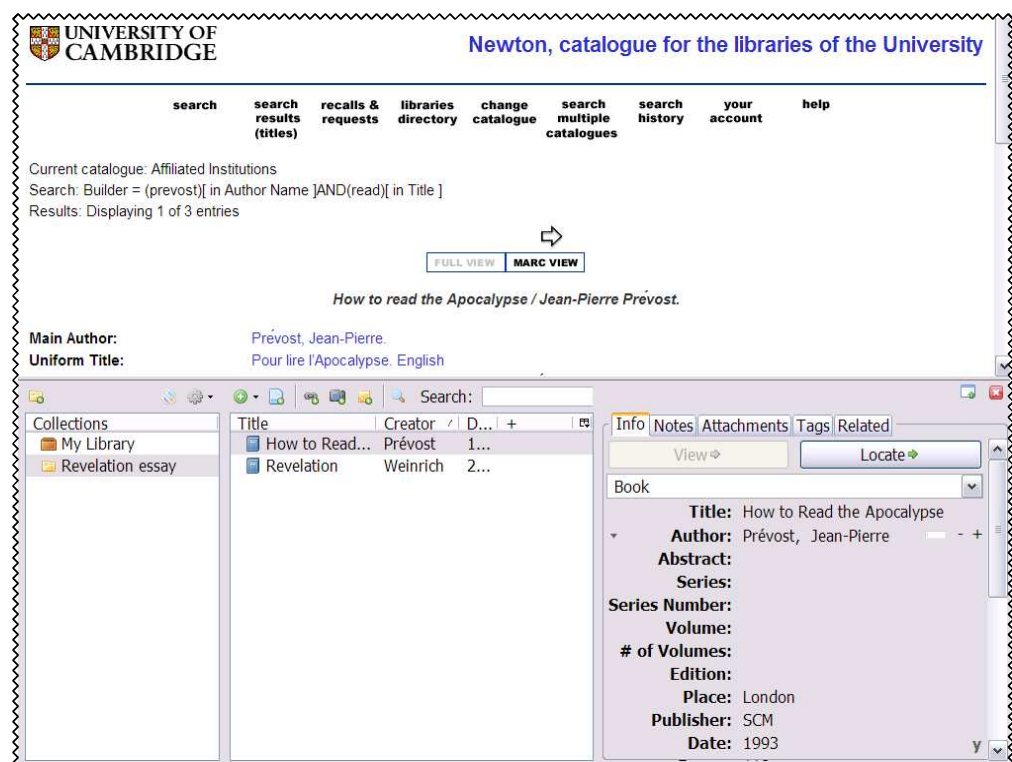 UNIVERSITY OF
CAMBRIDGE
Newton, catalogue for the libraries of the University
search
search results (titles)
recalls & requests
libraries directory
change catalogue
search multiple catalogues
search history
your account
help
Current catalogue: Affiliated Institutions
Search: Builder = (prevost)[ in Author Name ]AND(read)[ in Title ]
Results: Displaying 1 of 3 entries
FULL VIEW MARC VIEW
How to read the Apocalypse / Jean-Pierre Prévost.
Main Author: Prévost, Jean-Pierre.
Uniform Title: Pour lire l'Apocalypse. English
Search:
Collections
My Library
Revelation essay
Title Creator D... +
How to Read... Prévost 1...
Revelation Weinrich 2...
Info Notes Attachments Tags Related
View Locate
Book
Title: How to Read the Apocalypse
Author: Prévost, Jean-Pierre - +
Abstract:
Series:
Series Number:
Volume:
# of Volumes:
Edition:
Place: London
Publisher: SCM
Date: 1993 y